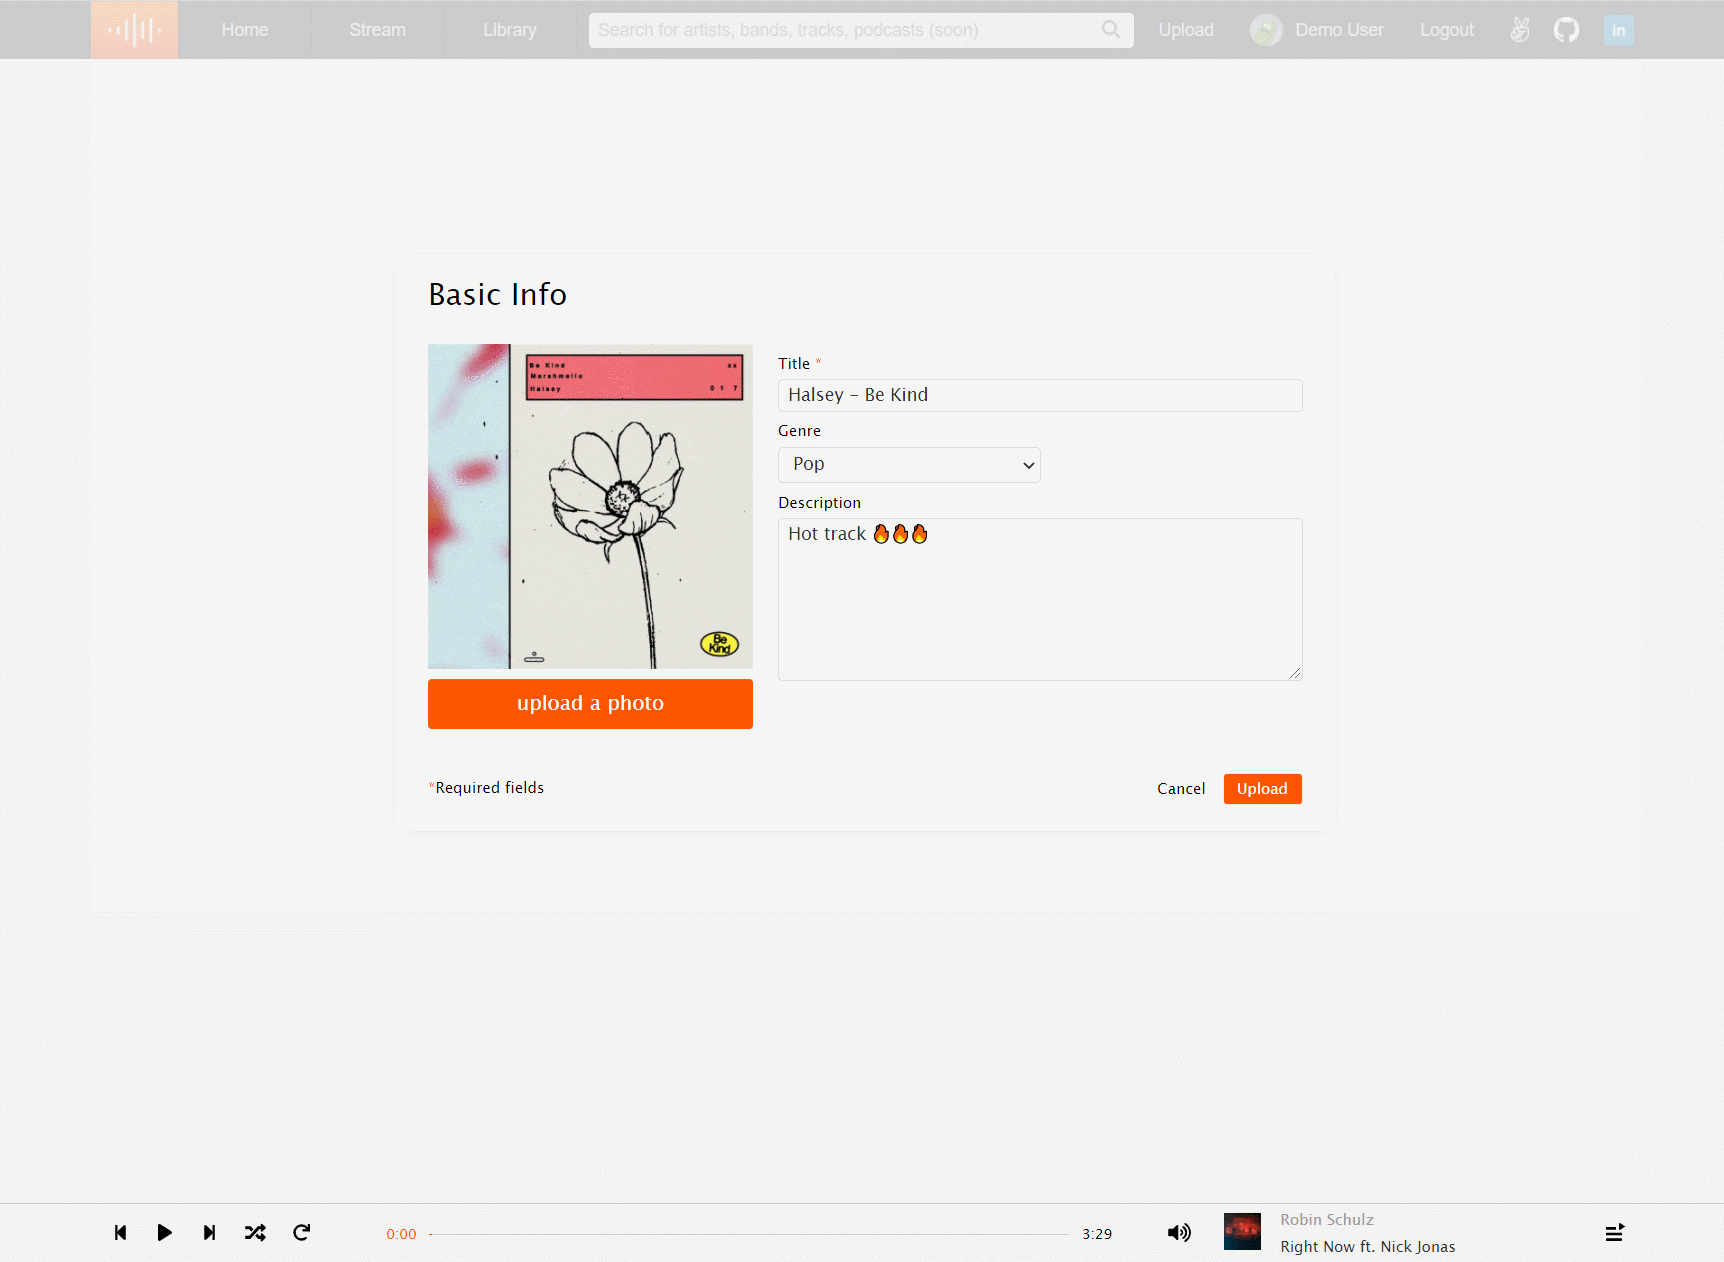 Home
Stream
Library
Search for artists, bands, tracks, podcasts (soon)
Upload
Demo User
Logout
in
Basic Info
Be Kind
xx
Marshmello
Halsey
0 1 7
Be
Kind
upload a photo
Title *
Halsey - Be Kind
Genre
Pop
Description
Hot track 🔥🔥🔥
*Required fields
Cancel
Upload
0:00
3:29
Robin Schulz
Right Now ft. Nick Jonas